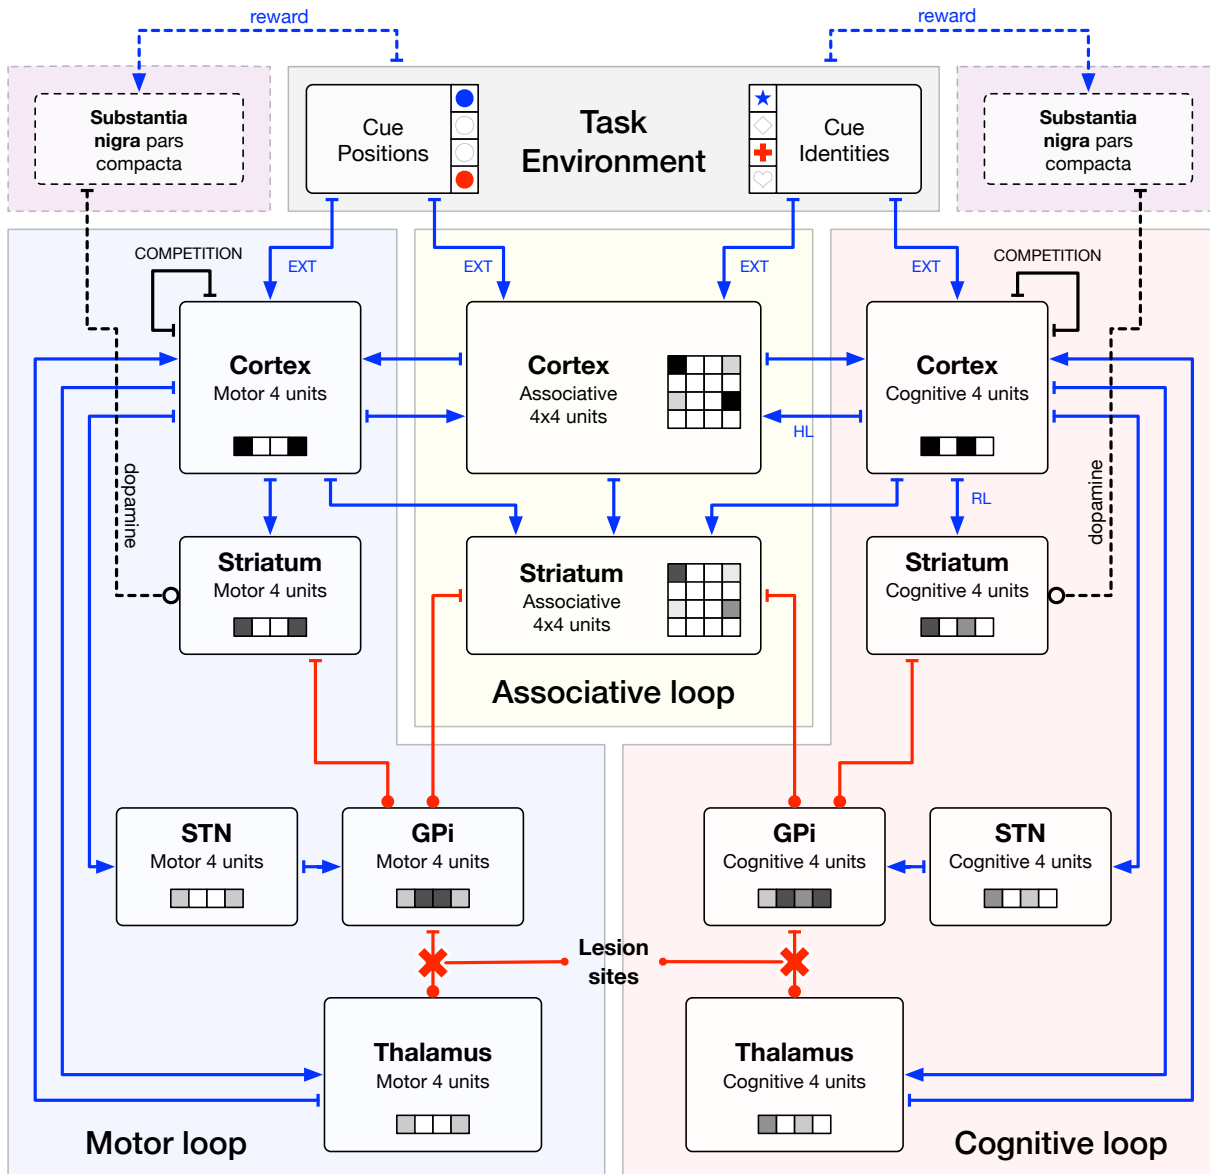 reward
reward
Substantia
nigra pars
compacta
Cue
Positions
Task
Environment
Cue
Identities
Substantia
nigra pars
compacta
COMPETITION
EXT
EXT
EXT
EXT
COMPETITION
Cortex
Motor 4 units
Cortex
Associative
4x4 units
Cortex
Cognitive 4 units
HL
dopamine
RL
dopamine
Striatum
Motor 4 units
Striatum
Associative
4x4 units
Striatum
Cognitive 4 units
Associative loop
STN
Motor 4 units
GPi
Motor 4 units
GPi
Cognitive 4 units
STN
Cognitive 4 units
Lesion
sites
Thalamus
Motor 4 units
Thalamus
Cognitive 4 units
Motor loop
Cognitive loop